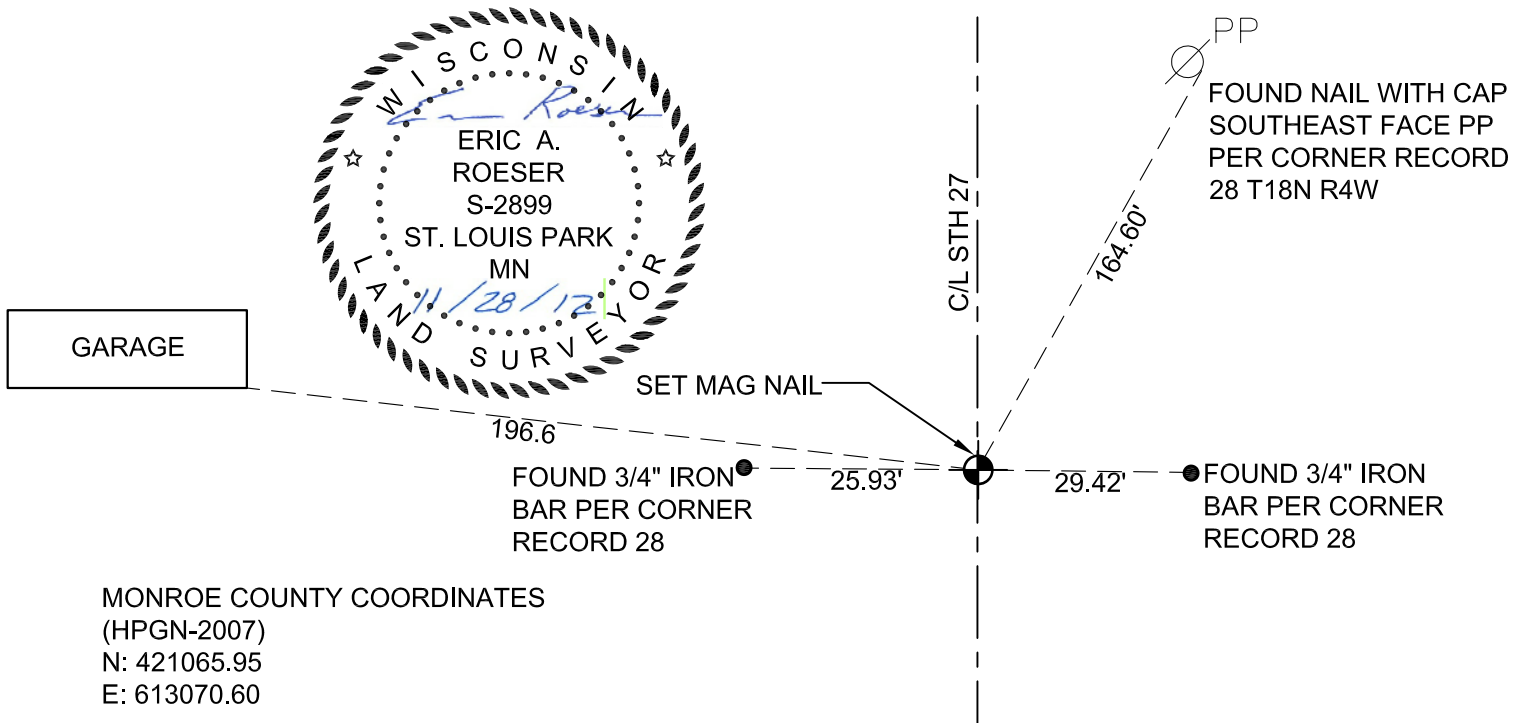 PP
FOUND NAIL WITH CAP
SOUTHEAST FACE PP
PER CORNER RECORD
28 T18N R4W
WISCONSIN
Eric Roeser
ERIC A.
ROESER
S-2899
ST. LOUIS PARK
MN
11/28/12
LAND SURVEYOR
C/L STH 27
164.60'
GARAGE
SET MAG NAIL
196.6
25.93'
29.42'
FOUND 3/4" IRON
BAR PER CORNER
RECORD 28
FOUND 3/4" IRON
BAR PER CORNER
RECORD 28
MONROE COUNTY COORDINATES
(HPGN-2007)
N: 421065.95
E: 613070.60